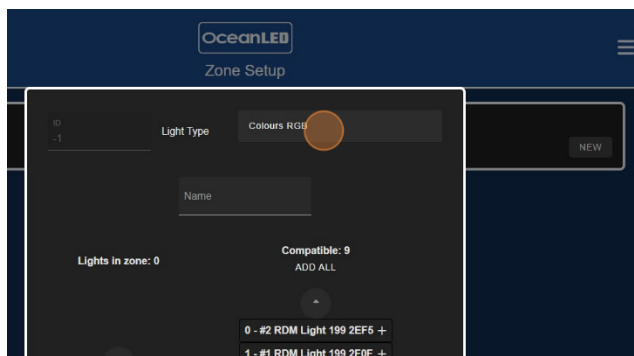 OceanLED
Zone Setup
ID
-1
Light Type
Colours RGB
NEW
Name
Lights in zone: 0
Compatible: 9
ADD ALL
0 - #2 RDM Light 199 2EF5 +
1 - #1 RDM Light 199 2F0F +